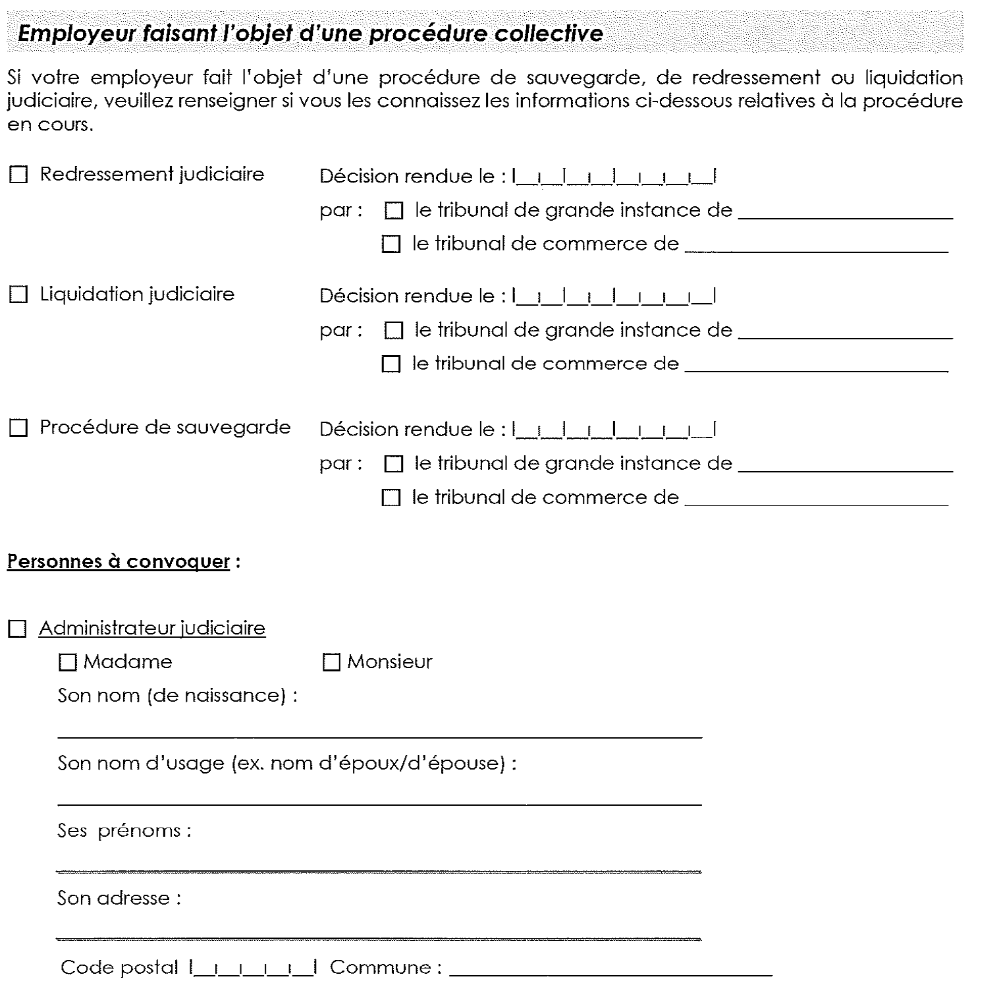 Employeur faisant l'objet d'une procédure collective
Si votre employeur fait l'objet d'une procédure de sauvegarde, de redressement ou liquidation
judiciaire, veuillez renseigner si vous les connaissez les informations ci-dessous relatives à la procédure
en cours.
Redressement judiciaire Décision rendue le :
par : le tribunal de grande instance de
le tribunal de commerce de
Liquidation judiciaire Décision rendue le :
par : le tribunal de grande instance de
le tribunal de commerce de
Procédure de sauvegarde Décision rendue le :
par : le tribunal de grande instance de
le tribunal de commerce de
Personnes à convoquer :
Administrateur judiciaire
Madame Monsieur
Son nom (de naissance) :
Son nom d'usage (ex. nom d'époux/d'épouse) :
Ses prénoms :
Son adresse :
Code postal Commune :